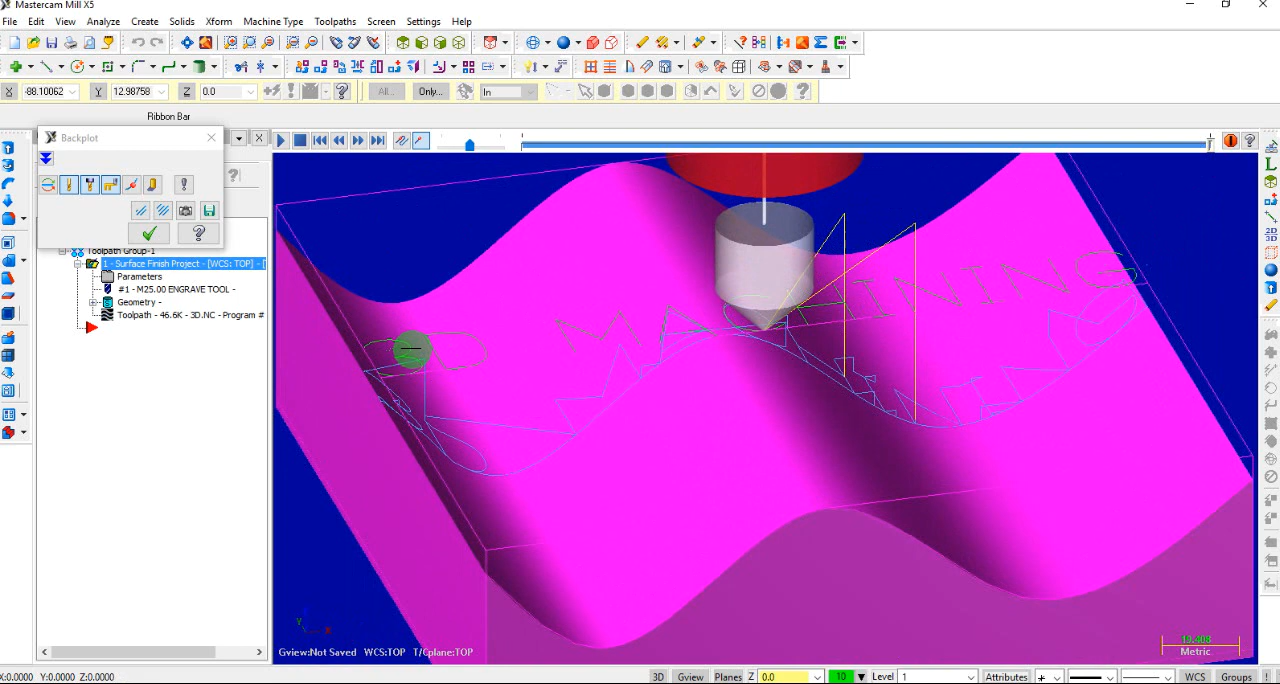 Mastercam Mill X5
File Edit View Analyze Create Solids Xform Machine Type Toolpaths Screen Settings Help
X -88.10062 Y 12.98758 Z 0.0 All... Only... In
Ribbon Bar
Backplot
Toolpath Group-1
1 - Surface Finish Project - [WCS: TOP] - [
Parameters
#1 - M25.00 ENGRAVE TOOL -
Geometry -
Toolpath - 46.6K - 3D.NC - Program #
3D MACHINING
Gview:Not Saved WCS:TOP T/Cplane:TOP
Metric
X:0.0000 Y:0.0000 Z:0.0000 3D Gview Planes Z 0.0 10 Level 1 Attributes WCS Groups